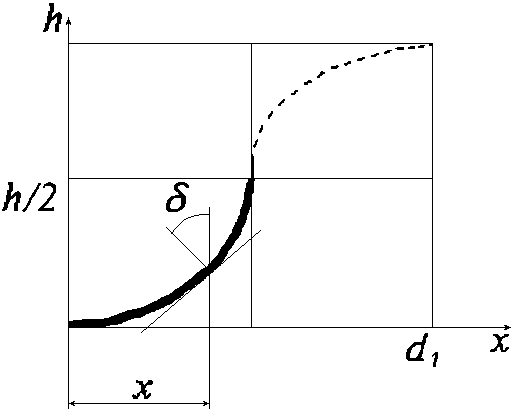 h
h/2
δ
d₁
x
x